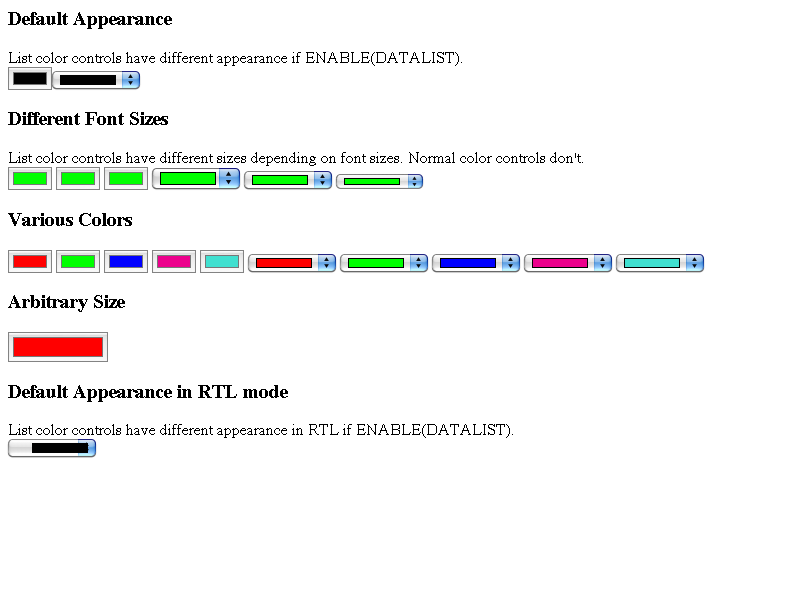 Default Appearance
List color controls have different appearance if ENABLE(DATALIST).
Different Font Sizes
List color controls have different sizes depending on font sizes. Normal color controls don't.
Various Colors
Arbitrary Size
Default Appearance in RTL mode
List color controls have different appearance in RTL if ENABLE(DATALIST).